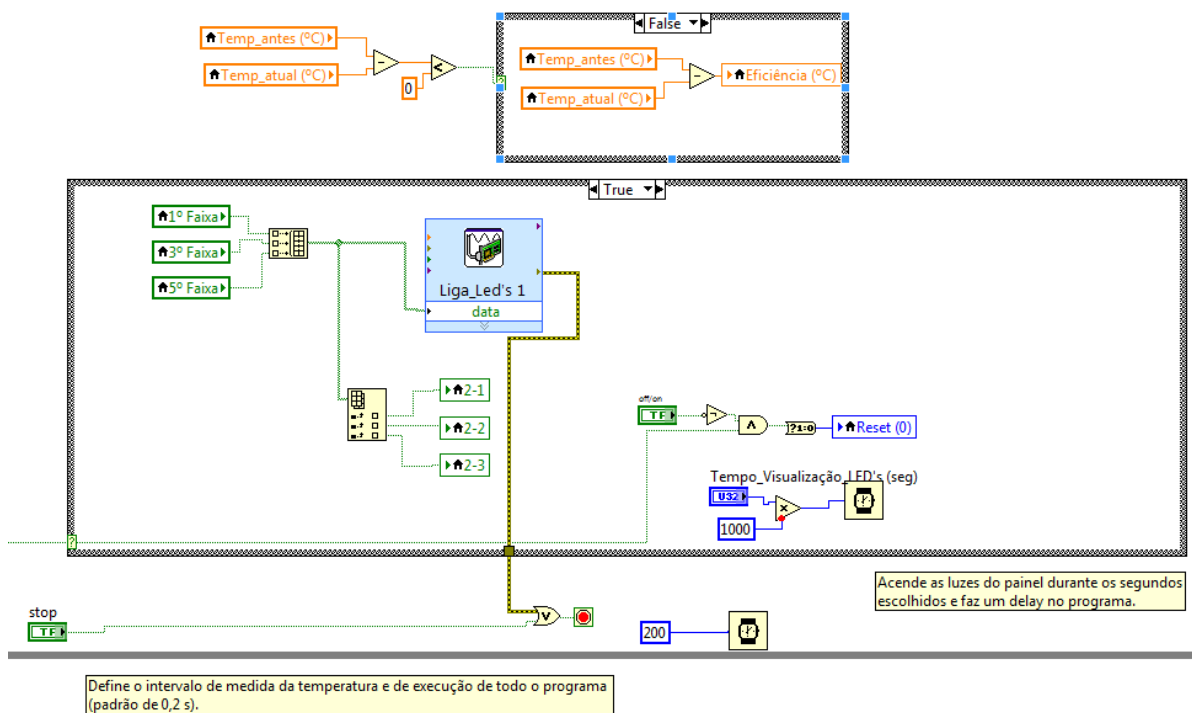 False
Temp_antes (ºC)
Temp_atual (ºC)
0
?
Temp_antes (ºC)
Temp_atual (ºC)
Eficiência (ºC)
True
1º Faixa
3º Faixa
5º Faixa
Liga_Led's 1
data
2-1
2-2
2-3
off/on
TF
?1:0
Reset (0)
Tempo_Visualização_LED's (seg)
U32
1000
?
Acende as luzes do painel durante os segundos
escolhidos e faz um delay no programa.
stop
TF
200
Define o intervalo de medida da temperatura e de execução de todo o programa
(padrão de 0,2 s).